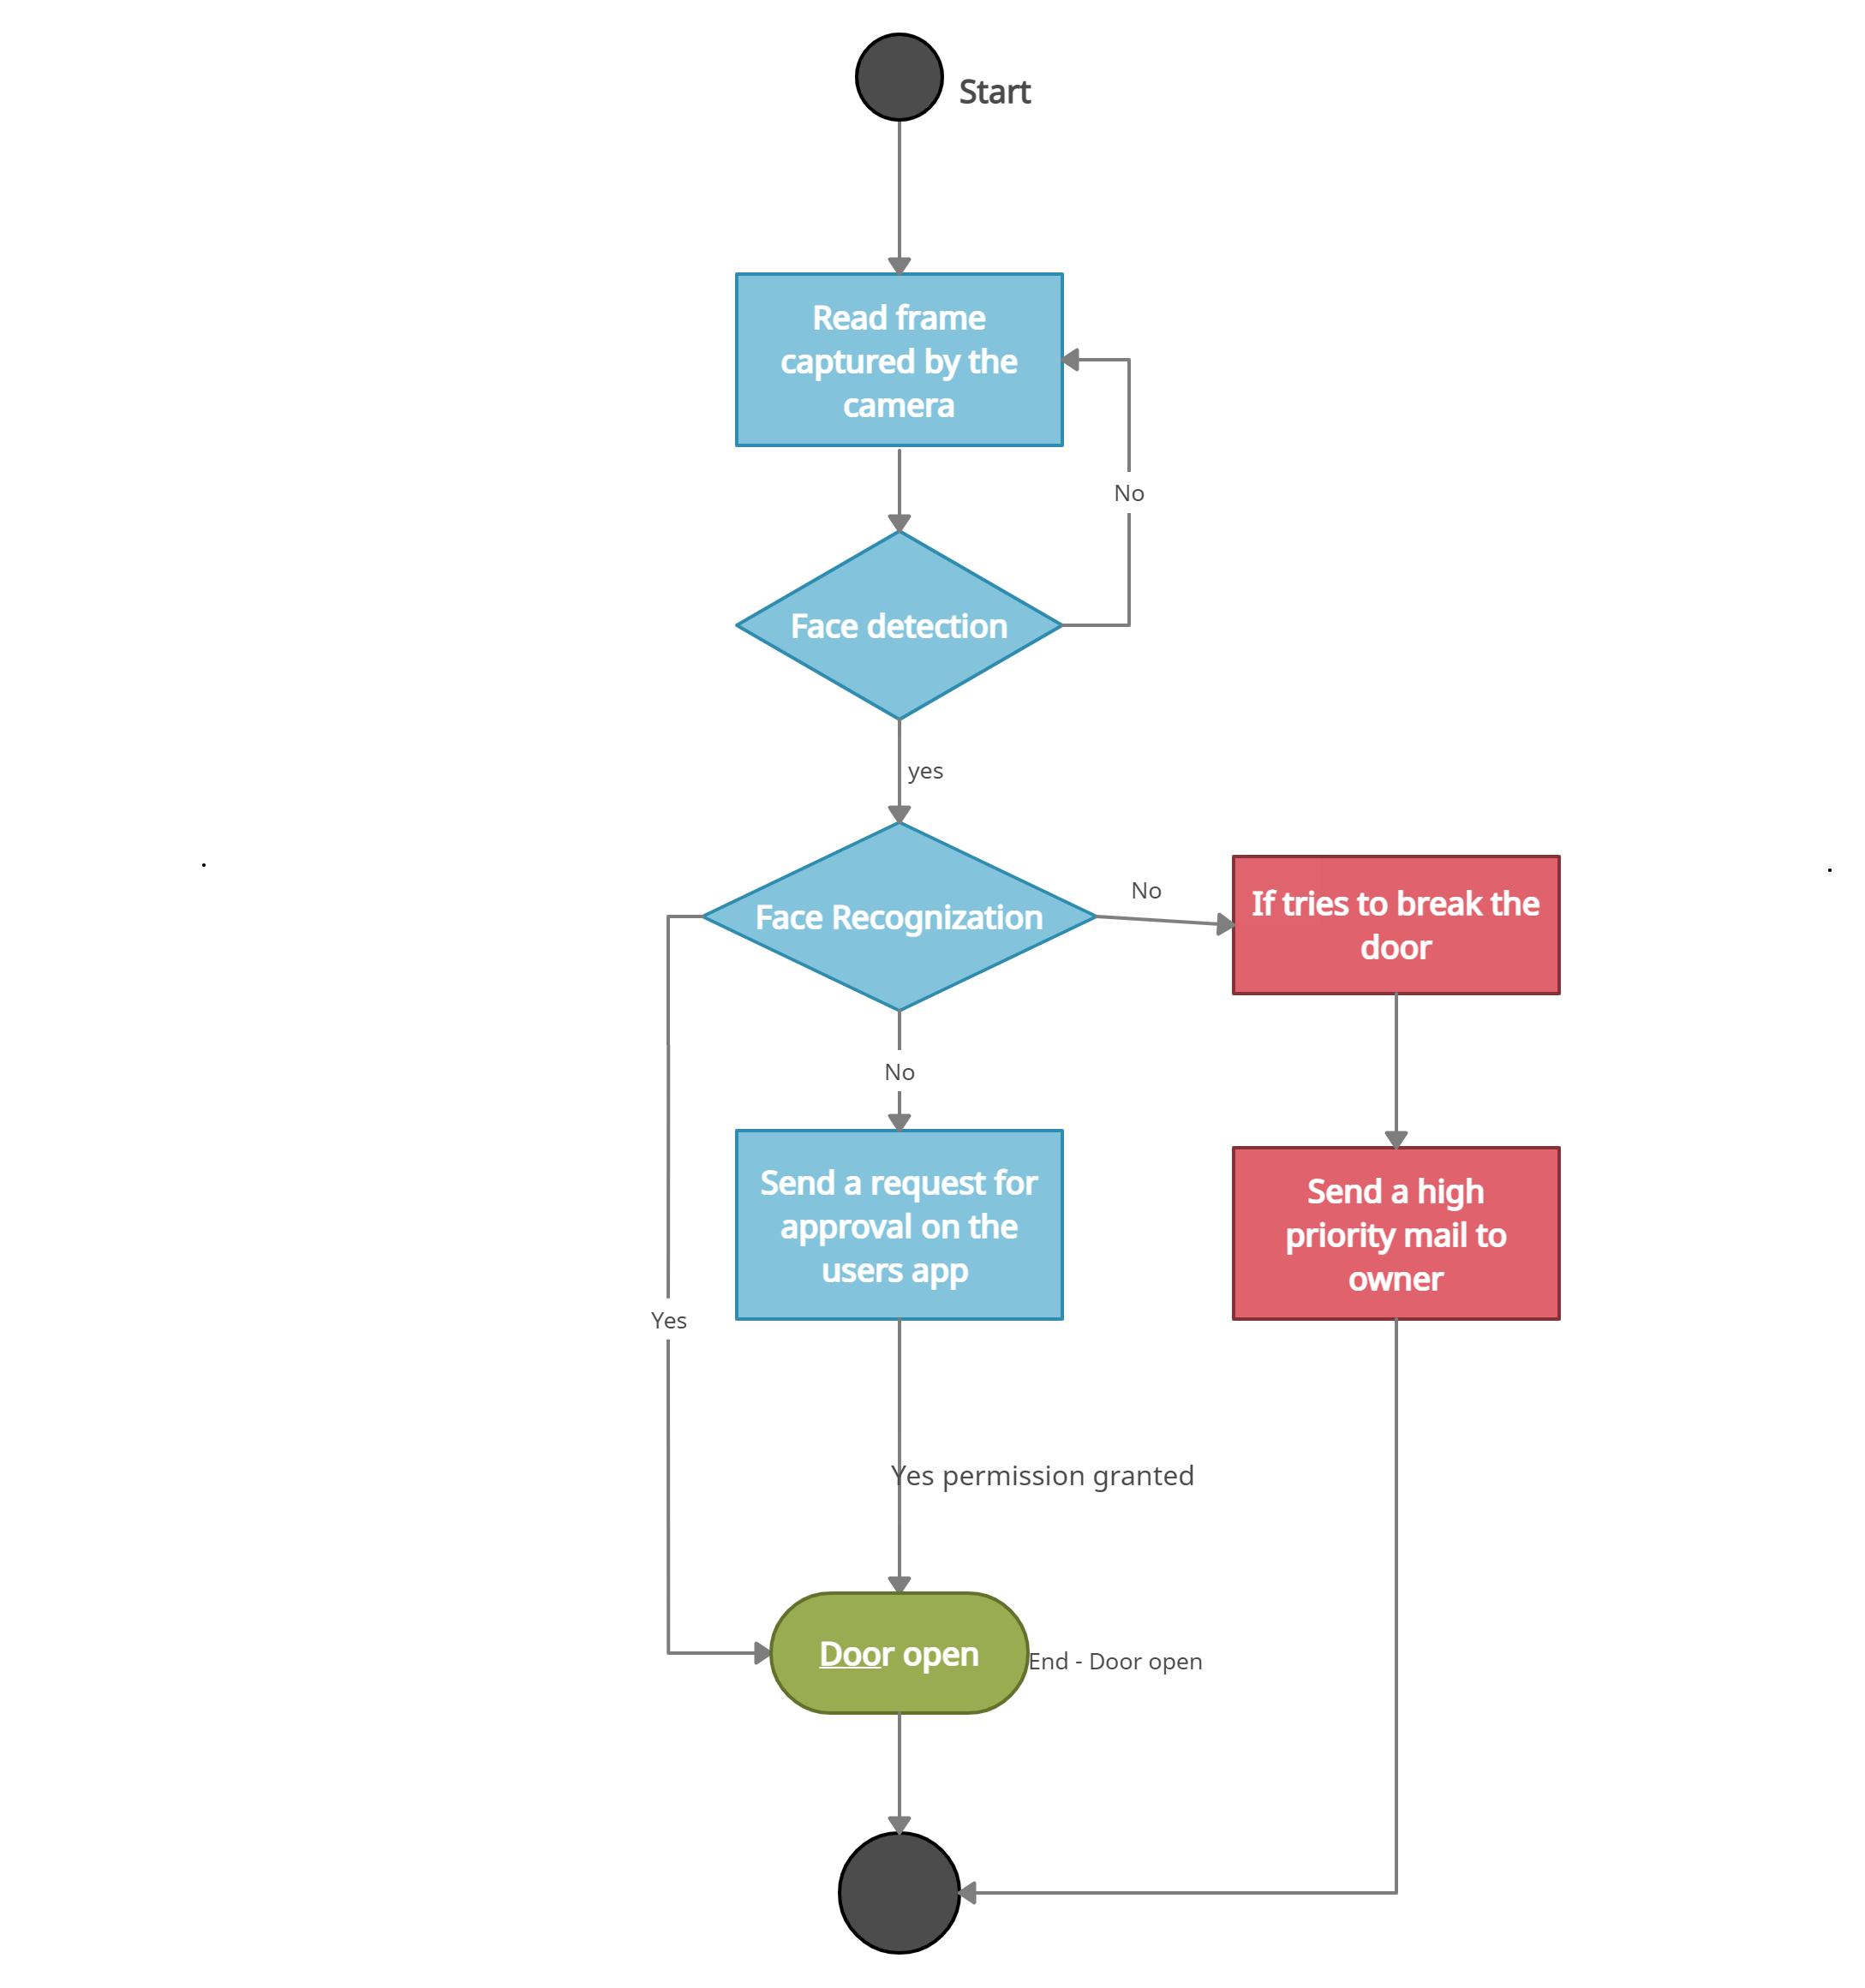 Start
Read frame
captured by the
camera
No
Face detection
yes
Face Recognization
No
If tries to break the
door
No
Send a request for
approval on the
users app
Send a high
priority mail to
owner
Yes
Yes permission granted
Door open
End - Door open